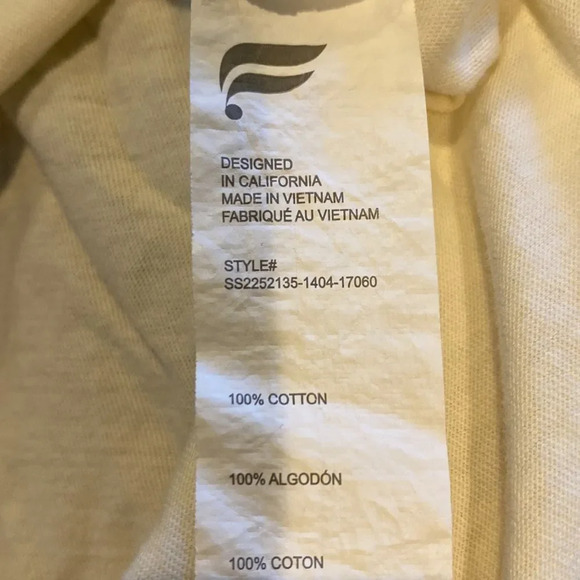 DESIGNED
IN CALIFORNIA
MADE IN VIETNAM
FABRIQUÉ AU VIETNAM
STYLE#
SS2252135-1404-17060
100% COTTON
100% ALGODÓN
100% COTON